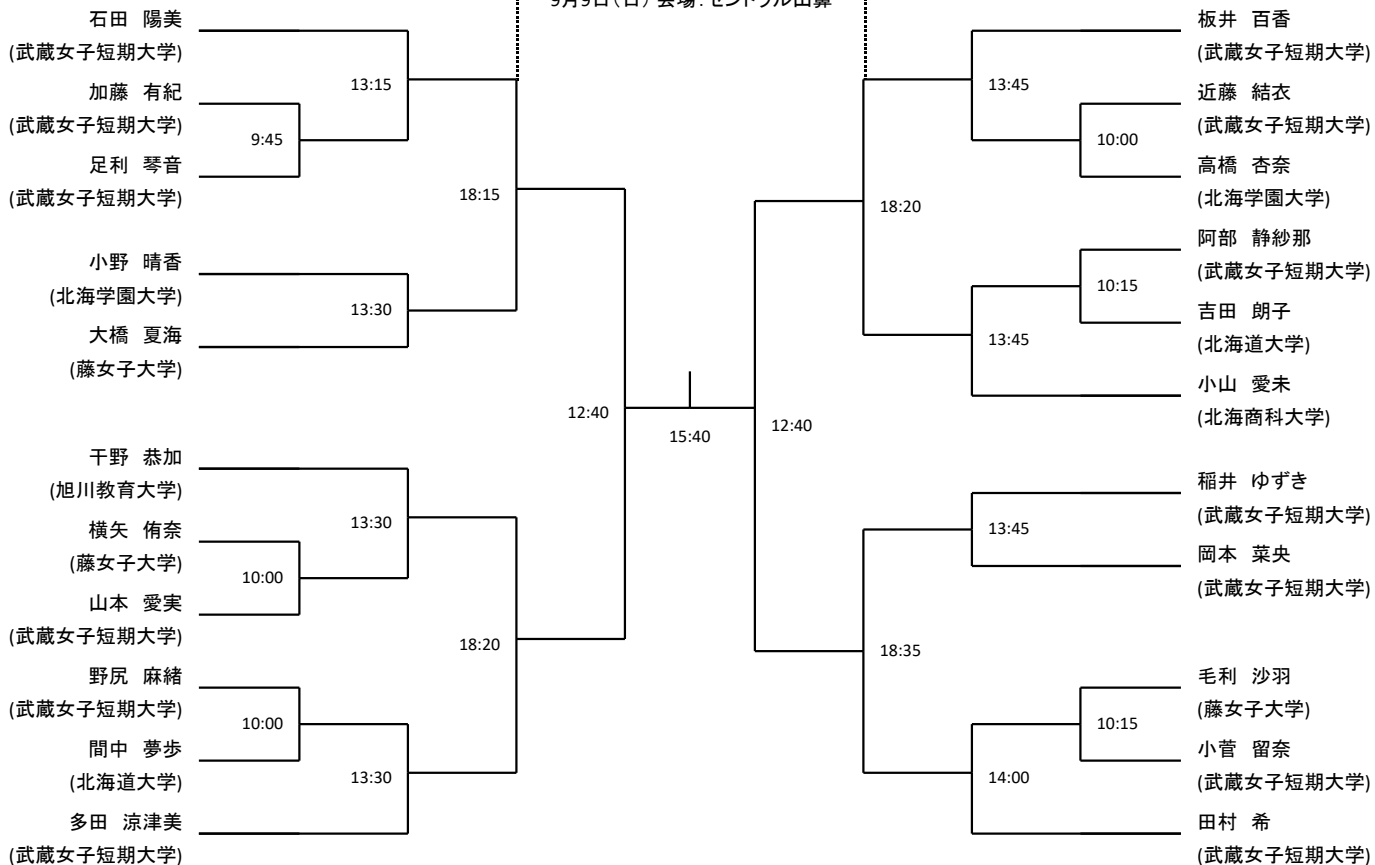 9月9日(日) 会場：セントラル山鼻
石田 陽美
(武蔵女子短期大学)
加藤 有紀
(武蔵女子短期大学)
足利 琴音
(武蔵女子短期大学)
小野 晴香
(北海学園大学)
大橋 夏海
(藤女子大学)
干野 恭加
(旭川教育大学)
横矢 侑奈
(藤女子大学)
山本 愛実
(武蔵女子短期大学)
野尻 麻緒
(武蔵女子短期大学)
間中 夢歩
(北海道大学)
多田 涼津美
(武蔵女子短期大学)
13:15
9:45
18:15
13:30
12:40
13:30
10:00
18:20
10:00
13:30
15:40
13:45
10:00
18:20
10:15
13:45
12:40
13:45
18:35
10:15
14:00
板井 百香
(武蔵女子短期大学)
近藤 結衣
(武蔵女子短期大学)
高橋 杏奈
(北海学園大学)
阿部 静紗那
(武蔵女子短期大学)
吉田 朗子
(北海道大学)
小山 愛未
(北海商科大学)
稲井 ゆずき
(武蔵女子短期大学)
岡本 菜央
(武蔵女子短期大学)
毛利 沙羽
(藤女子大学)
小菅 留奈
(武蔵女子短期大学)
田村 希
(武蔵女子短期大学)